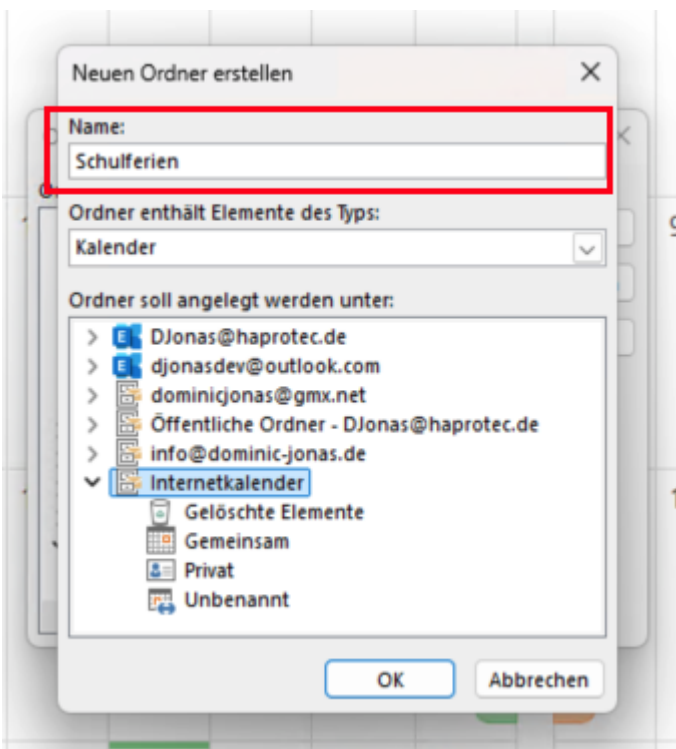 Neuen Ordner erstellen
Name:
Schulferien
Ordner enthält Elemente des Typs:
Kalender
Ordner soll angelegt werden unter:
DJonas@haprotec.de
djonasdev@outlook.com
dominicjonas@gmx.net
Öffentliche Ordner - DJonas@haprotec.de
info@dominic-jonas.de
Internetkalender
Gelöschte Elemente
Gemeinsam
Privat
Unbenannt
OK
Abbrechen